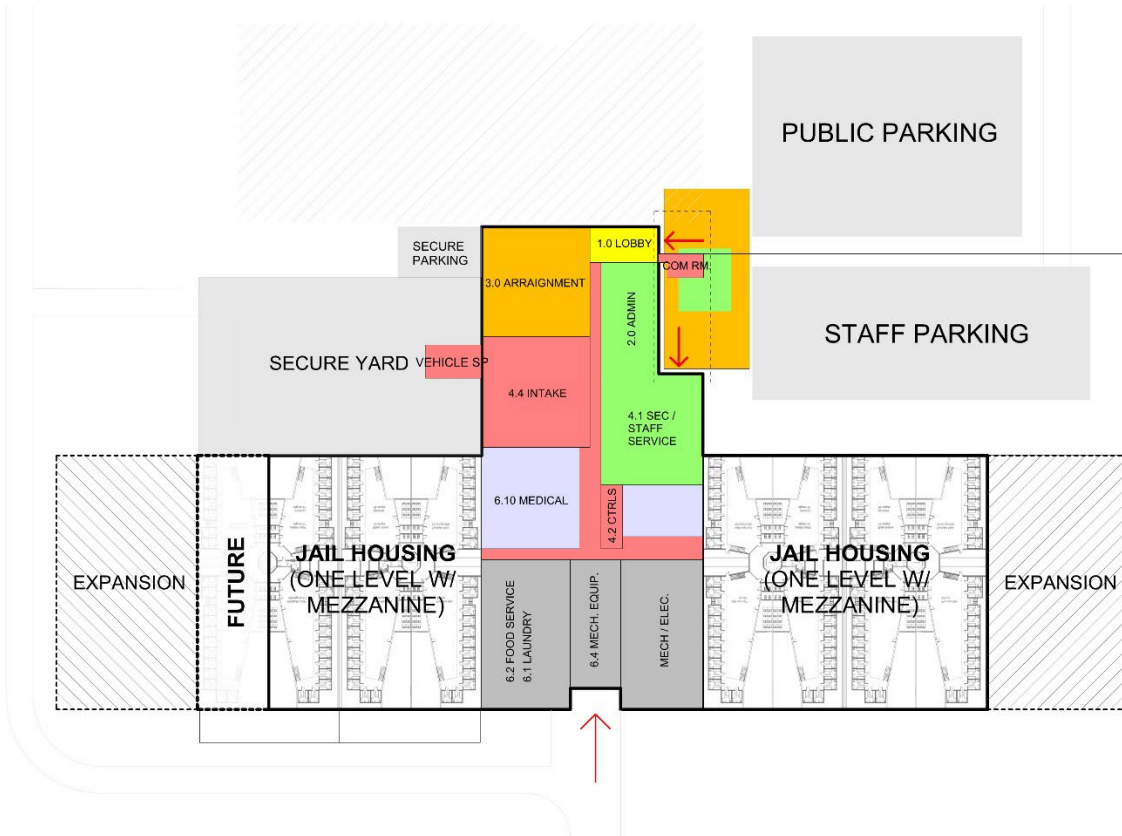 PUBLIC PARKING
SECURE
PARKING
1.0 LOBBY
COM RM.
3.0 ARRAIGNMENT
2.0 ADMIN
STAFF PARKING
SECURE YARD
VEHICLE SP
4.4 INTAKE
4.1 SEC /
STAFF
SERVICE
6.10 MEDICAL
4.2 CTRLS
EXPANSION
FUTURE
JAIL HOUSING
(ONE LEVEL W/
MEZZANINE)
6.2 FOOD SERVICE
6.1 LAUNDRY
6.4 MECH. EQUIP.
MECH / ELEC.
JAIL HOUSING
(ONE LEVEL W/
MEZZANINE)
EXPANSION